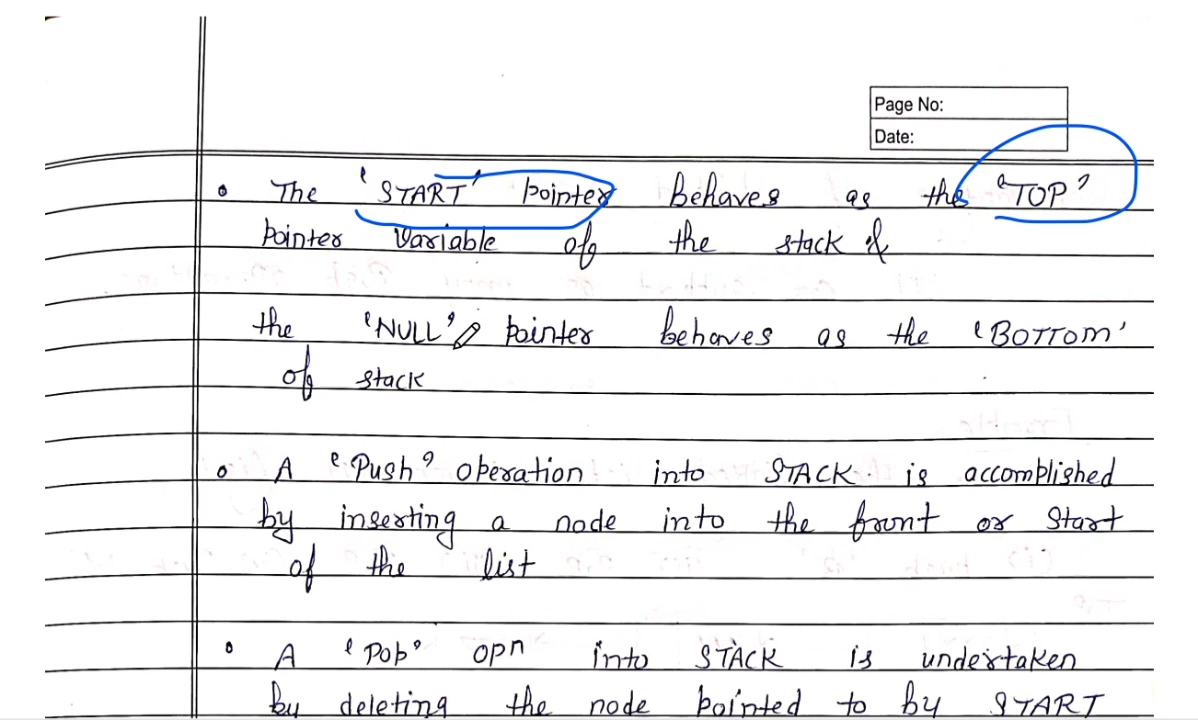 Page No:
Date:
• The 'START' pointer Behaves as the 'TOP'
pointer Variable of the stack &
the 'NULL' pointer behaves as the 'BOTTOM'
of stack
• A 'Push' operation into STACK. is accomplished
by inserting a node into the front or Start
of the list
• A 'Pop' opn into STACK is undertaken
by deleting the node pointed to by START